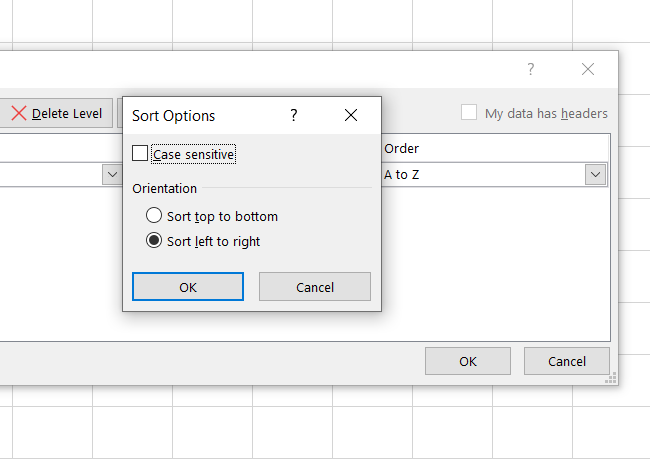 ?
Delete Level
My data has headers
Sort Options ?
Case sensitive
Order
A to Z
Orientation
Sort top to bottom
Sort left to right
OK Cancel
OK Cancel